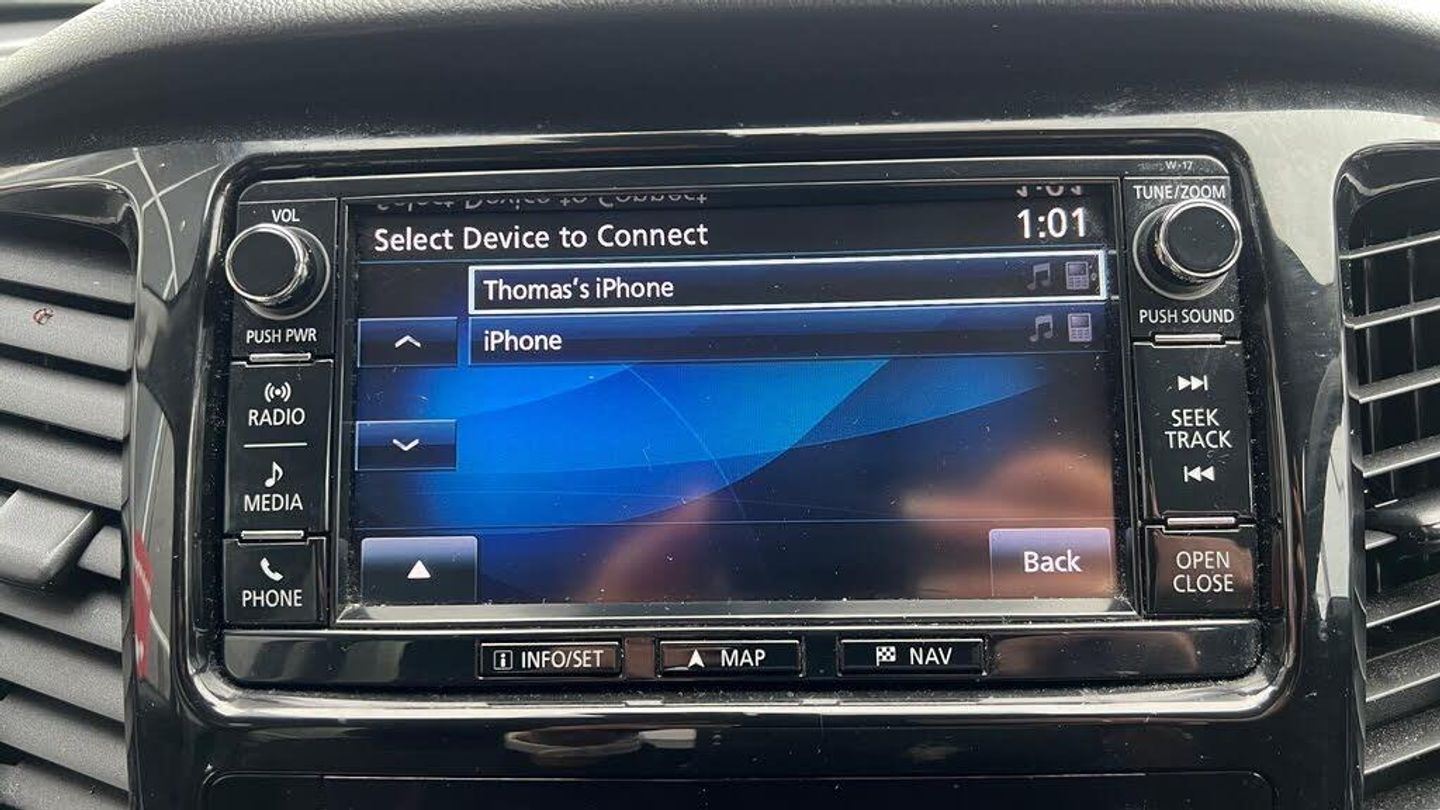 W-17
VOL
TUNE/ZOOM
Select Device to Connect
1:01
Thomas's iPhone
iPhone
PUSH PWR
PUSH SOUND
RADIO
SEEK
TRACK
MEDIA
Back
PHONE
OPEN
CLOSE
INFO/SET
MAP
NAV